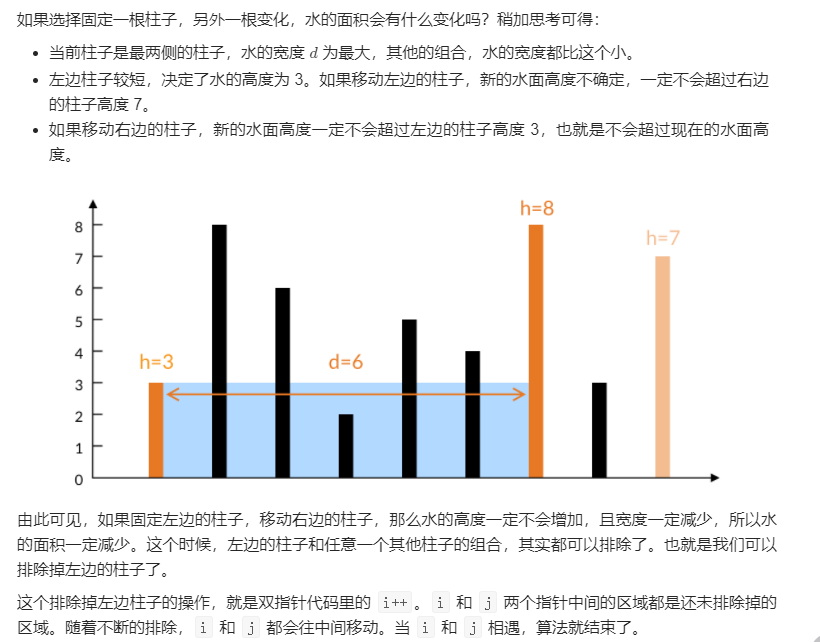 如果选择固定一根柱子，另外一根变化，水的面积会有什么变化吗？稍加思考可得：
• 当前柱子是最两侧的柱子，水的宽度 d 为最大，其他的组合，水的宽度都比这个小。
• 左边柱子较短，决定了水的高度为 3。如果移动左边的柱子，新的水面高度不确定，一定不会超过右边
的柱子高度 7。
• 如果移动右边的柱子，新的水面高度一定不会超过左边的柱子高度 3，也就是不会超过现在的水面高
度。
h=8
h=7
8
7
6
5
4
h=3
d=6
3
2
1
0
由此可见，如果固定左边的柱子，移动右边的柱子，那么水的高度一定不会增加，且宽度一定减少，所以水
的面积一定减少。这个时候，左边的柱子和任意一个其他柱子的组合，其实都可以排除了。也就是我们可以
排除掉左边的柱子了。
这个排除掉左边柱子的操作，就是双指针代码里的 i++ 。 i 和 j 两个指针中间的区域都是还未排除掉的
区域。随着不断的排除， i 和 j 都会往中间移动。当 i 和 j 相遇，算法就结束了。